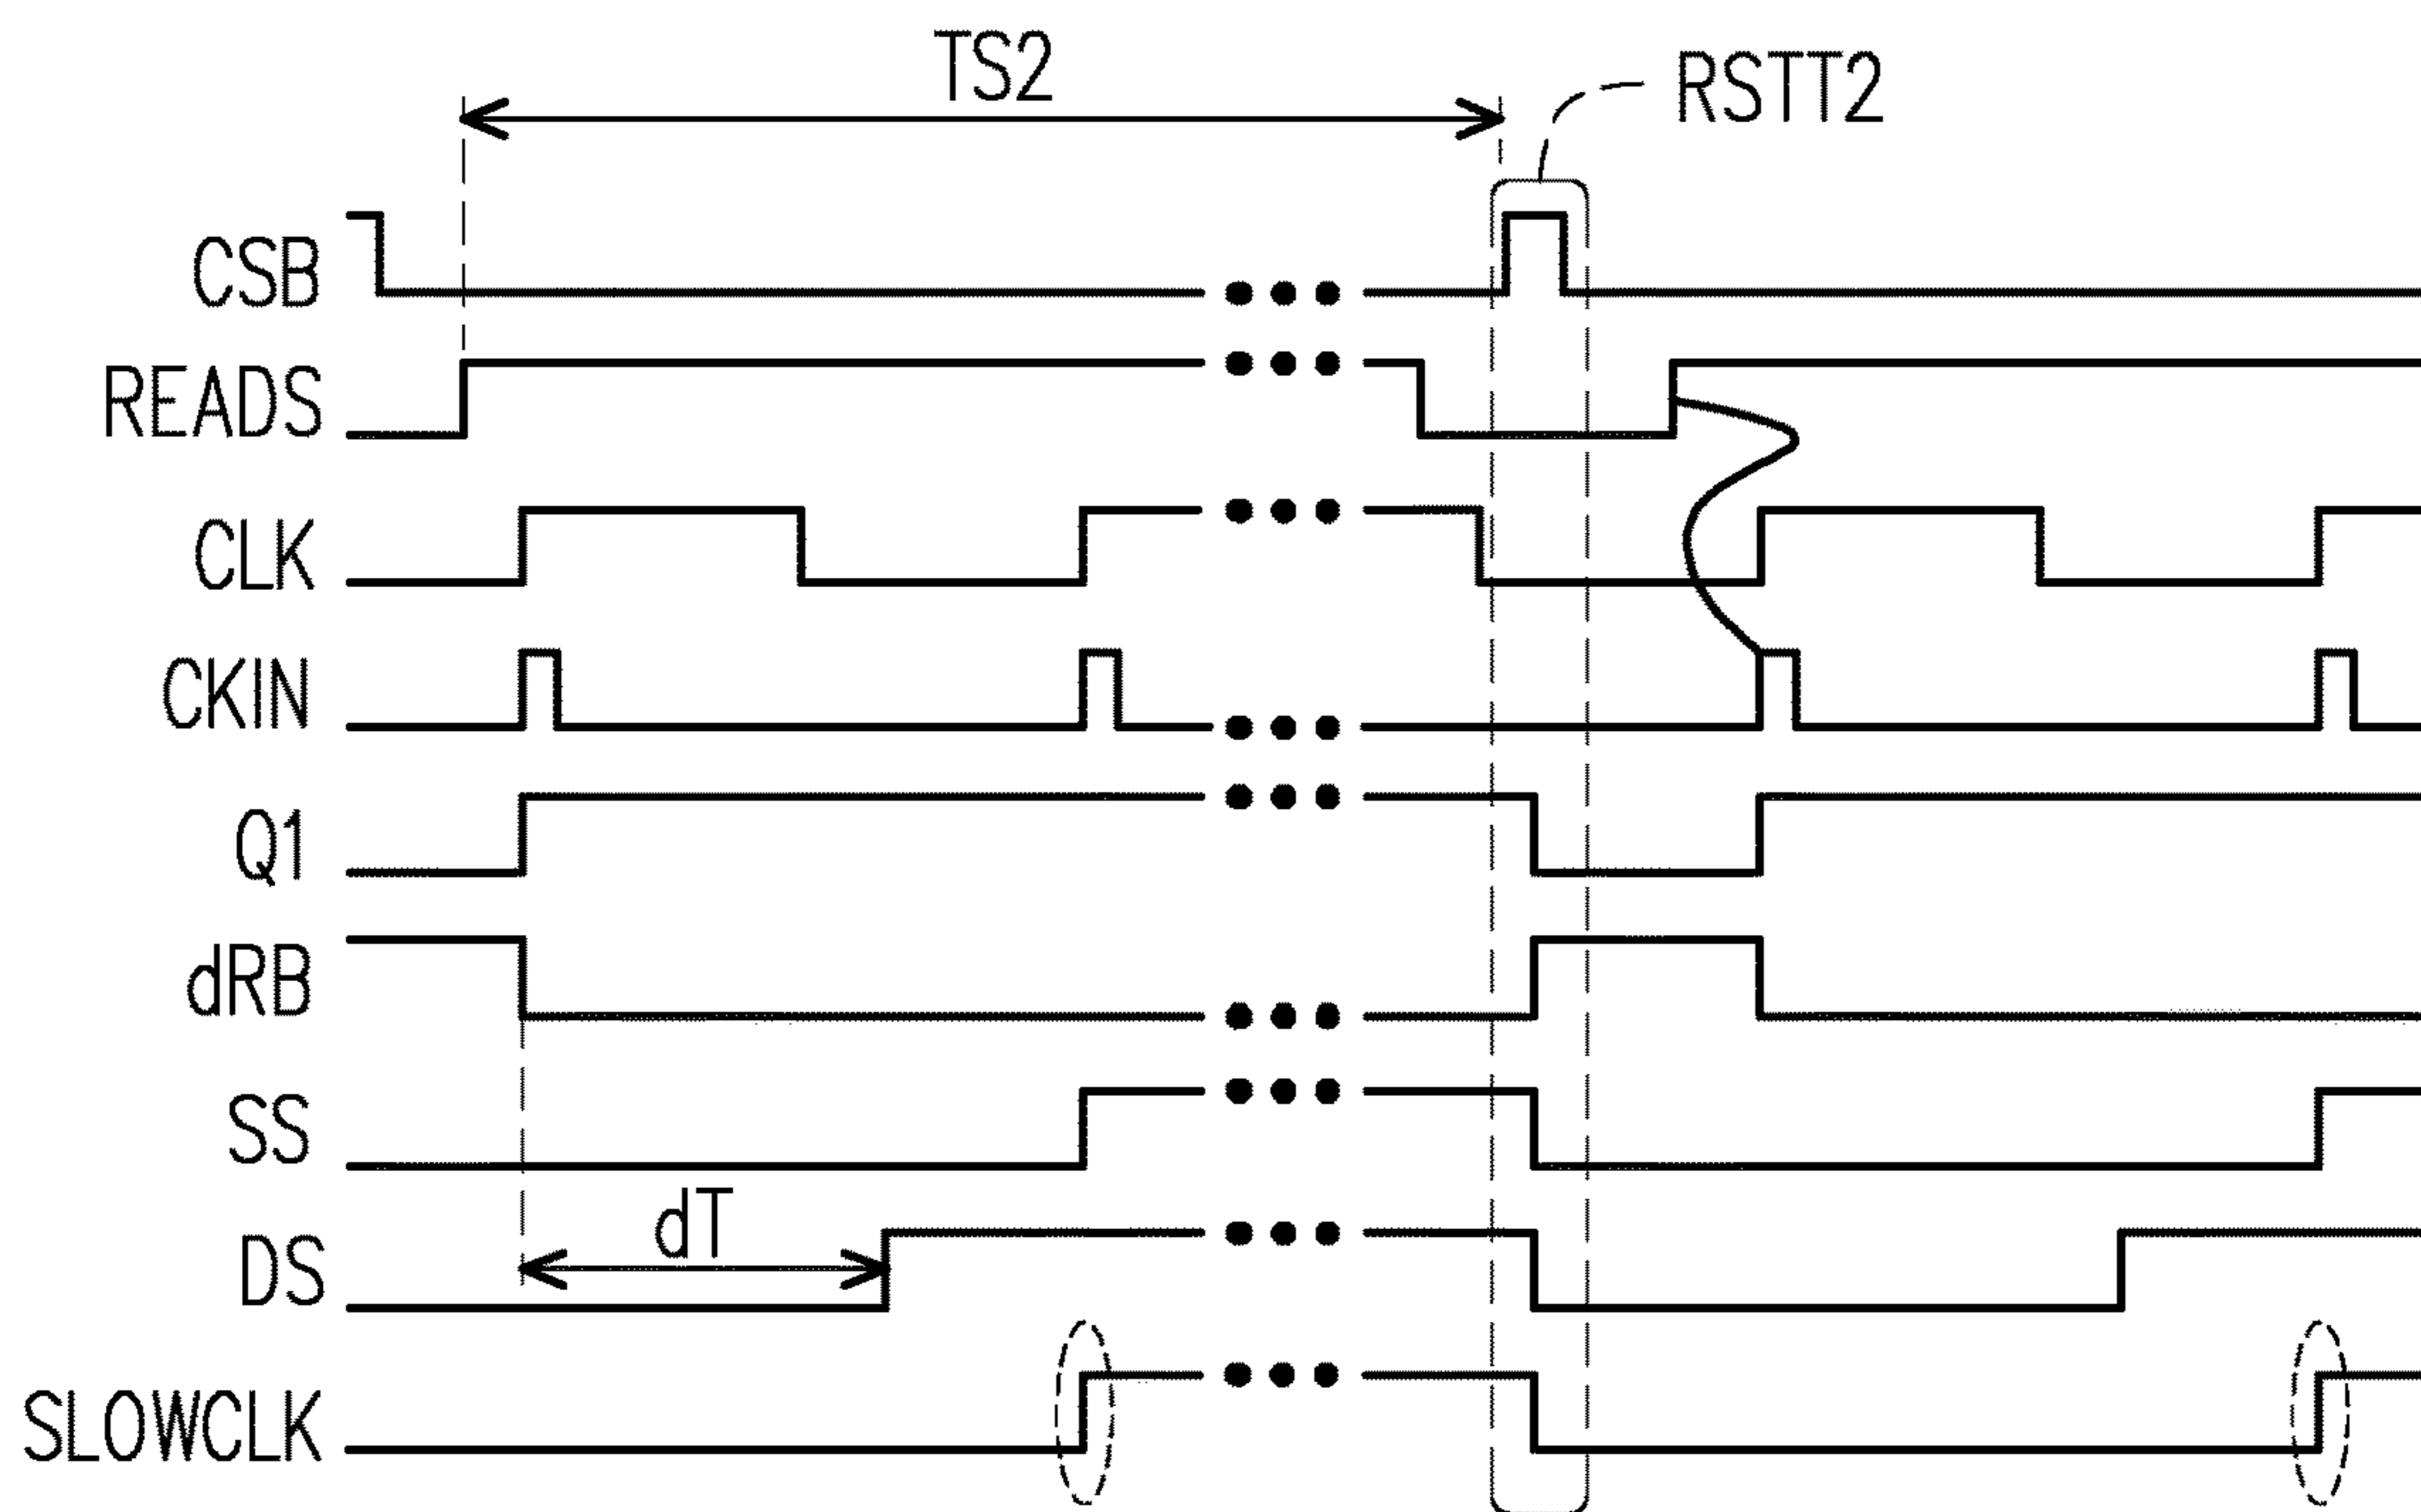 TS2
RSTT2
CSB
READS
CLK
CKIN
Q1
dRB
SS
dT
DS
SLOWCLK